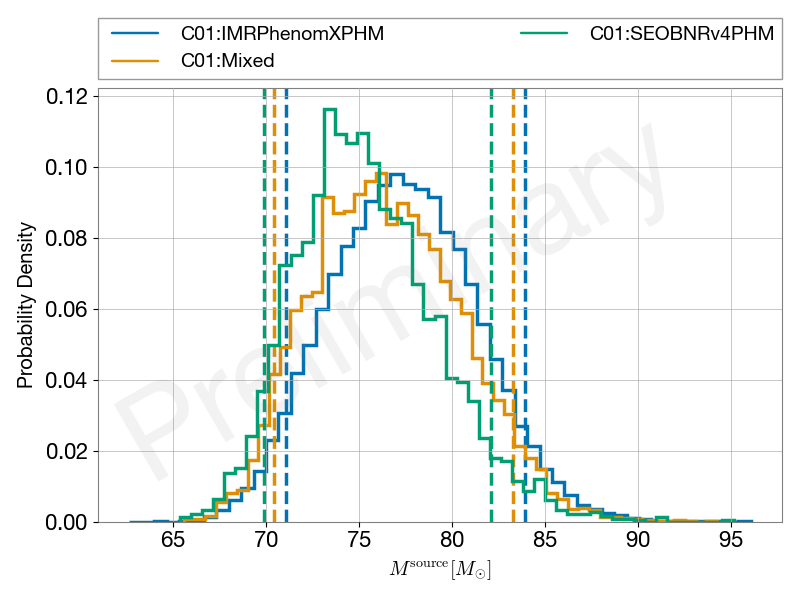 C01:IMRPhenomXPHM
C01:Mixed
C01:SEOBNRv4PHM
0.12
0.10
0.08
0.06
0.04
0.02
0.00
Probability Density
Preliminary
65 70 75 80 85 90 95
M^source [M_⊙]